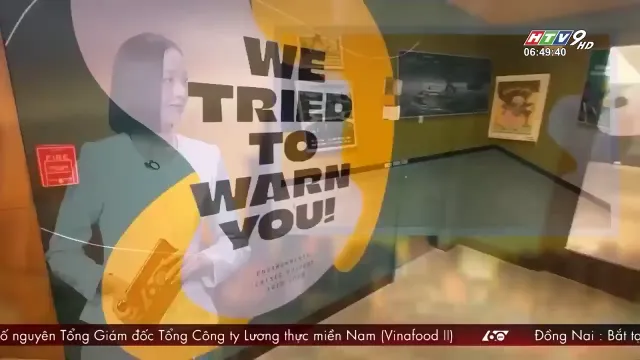 HTV9 HD
06:49:40
WE
TRIED
TO
WARN
YOU!
FIRE
ố nguyên Tổng Giám đốc Tổng Công ty Lương thực miền Nam (Vinafood II)
Đồng Nai : Bắt tạ